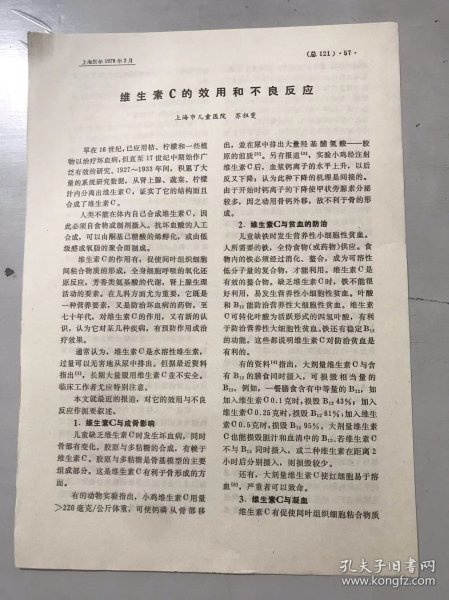 上海医学1978年2月
(总121)·57·
维生素C的效用和不良反应
上海市儿童医院
早在16世纪,已应用桔、柠檬和一些植
物以治疗坏血病,但直至17世纪中期始作广
泛有效的研究。1927~1933年间,积累了大
量的系统研究数据,从肾上腺、蔬菜、柠檬
汁内分离出维生素C,证实了它的结构而且
合成了维生素C。
人类不能在体内自己合成维生素C,因
此必须自食物或制剂摄入。抗坏血酸的人工
合成,可以由酮基己糖酸的烯醇化,或由低
级醛或氧脂的聚合而制成。
维生素C的作用有,促使间叶组织细胞
间粘合物质的形成,全身细胞呼吸的氧化还
原反应,芳香类氨基酸的代谢,肾上腺生理
活动的要素。在儿科方面尤为重要,它既是
一种营养要素,又是防治坏血病的药物。至
七十年代,对维生素C的作用,又有新的认
识,认为它对某几种疾病,有预防作用或治
疗效果。
通常认为,维生素C是水溶性维生素,
过量可以无害地从尿中排出。但据最近资料
指出[1],长期大量服用维生素C並不安全。
临床工作者尤应特别注意。
本文就最近的报道,对它的效用与不良
反应作扼要叙述。
1. 维生素C与成骨影响
儿童缺乏维生素C时发生坏血病,同时
骨部有变化。胶原与多粘糖的合成,有赖于
维生素C。胶原与多粘糖是骨基模型的主要
组成部分。这是维生素C有利于骨形成的方
面。
有的动物实验指出,小鸡维生素C用量
>220毫克/公斤体重,可使钙磷从骨部移
出,並在尿中排出大量羟基脯氨酸——胶
原的前质[2]。另有报道[3],实验小鸡经注射
维生素C后,血浆钙离子的水平上升,以后
反又下降;认为此种下降的机理是间接的。
由于开始时钙离子的下降使甲状旁腺素分泌
较多,因之动用骨钙外移,故不利于骨的形
成。
2. 维生素C与贫血的防治
儿童缺铁时发生营养性小细胞性贫血。
人所需要的铁,全恃食物(或药物)供应。食
物内的铁必须经过消化、螯合,成为可溶性
低分子量的复合物,才能利用。维生素C是
有效的螯合物。缺乏维生素C时,铁不能很
好利用,易发生营养性小细胞性贫血。叶酸
和B₁₂能防治营养性大细胞性贫血。维生素
C可转化叶酸为活跃形式的四氢叶酸,有利
于防治营养性大细胞性贫血。铁还有稳定B₁₂
的功能。这些都说明维生素C对防治贫血是
有利的。
有的资料[4]指出,大剂量维生素C与含
有B₁₂的膳食同时摄入,可损毁相当量的
B₁₂。例如,一餐膳食含有中等量的B₁₂,如
加入维生素C0.1克时,损毁B₁₂43%;加入
维生素C0.25克时,损毁B₁₂81%;加入维生
素C0.5克时,损毁B₁₂95%。大剂量维生素
C也能损毁胆汁和血清中的B₁₂。若维生素C
不与B₁₂同时摄入,或二种维生素在距离2
小时后分别摄入,则损毁较少。
还有,大剂量维生素C使红细胞易于溶
血[5],严重者可以致命。
3. 维生素C与凝血
维生素C有促使间叶组织细胞粘合物质
孔夫子旧书网